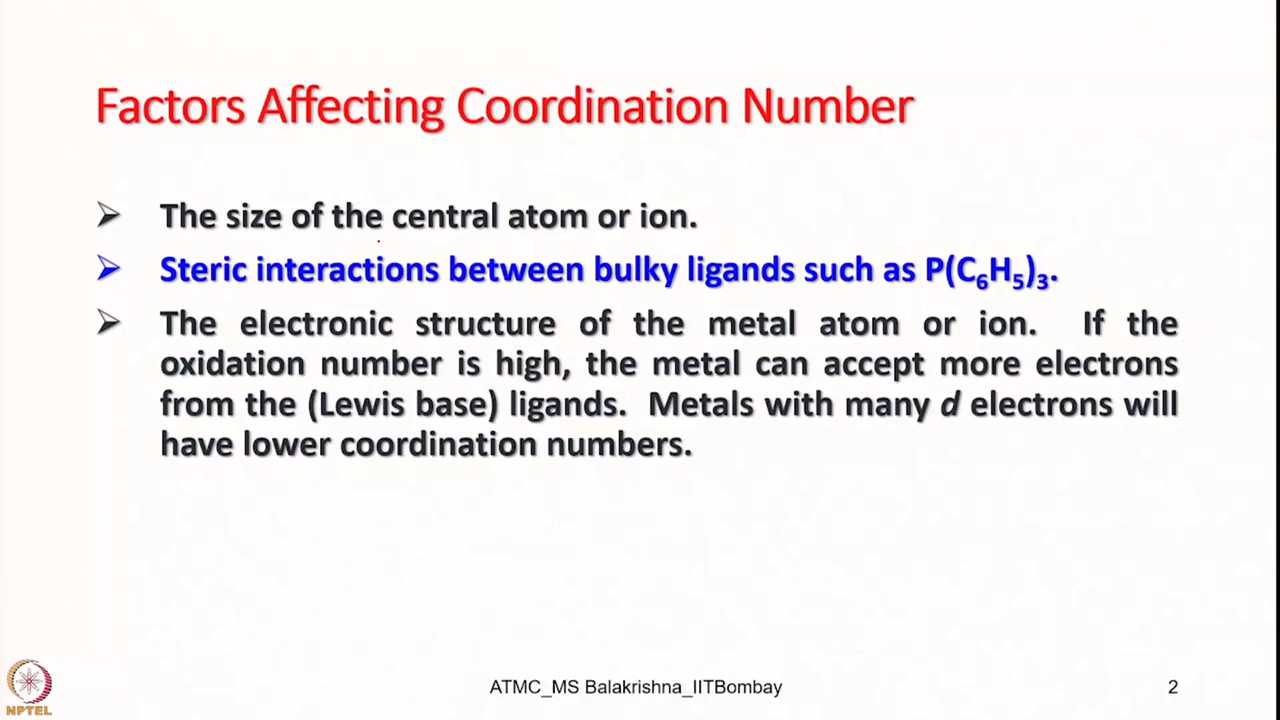 Factors Affecting Coordination Number
➢ The size of the central atom or ion.
➢ Steric interactions between bulky ligands such as P(C₆H₅)₃.
➢ The electronic structure of the metal atom or ion. If the
oxidation number is high, the metal can accept more electrons
from the (Lewis base) ligands. Metals with many d electrons will
have lower coordination numbers.
NPTEL
ATMC_MS Balakrishna_IITBombay
2